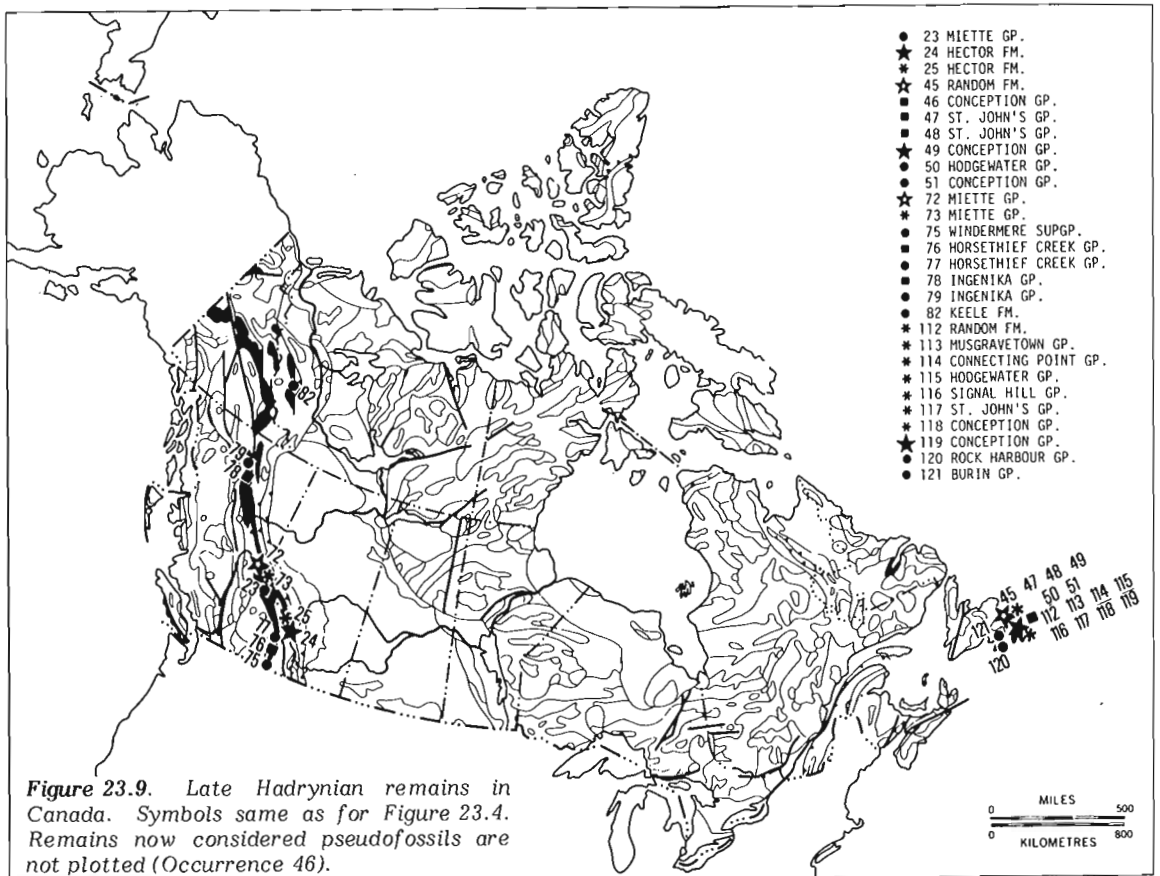 ● 23 MIETTE GP.
★ 24 HECTOR FM.
* 25 HECTOR FM.
☆ 45 RANDOM FM.
■ 46 CONCEPTION GP.
■ 47 ST. JOHN'S GP.
■ 48 ST. JOHN'S GP.
★ 49 CONCEPTION GP.
● 50 HODGEWATER GP.
● 51 CONCEPTION GP.
☆ 72 MIETTE GP.
* 73 MIETTE GP.
● 75 WINDERMERE SUPGP.
■ 76 HORSETHIEF CREEK GP.
● 77 HORSETHIEF CREEK GP.
■ 78 INGENIKA GP.
● 79 INGENIKA GP.
● 82 KEELE FM.
* 112 RANDOM FM.
* 113 MUSGRAVETOWN GP.
* 114 CONNECTING POINT GP.
* 115 HODGEWATER GP.
* 116 SIGNAL HILL GP.
* 117 ST. JOHN'S GP.
* 118 CONCEPTION GP.
★ 119 CONCEPTION GP.
● 120 ROCK HARBOUR GP.
● 121 BURIN GP.
82
79
78
72
73
23
25
24
77
76
75
45 47 48 49
50 51
112 113 114 115
116 117 118 119
121
120
Figure 23.9. Late Hadrynian remains in
Canada. Symbols same as for Figure 23.4.
Remains now considered pseudofossils are
not plotted (Occurrence 46).
MILES
0 500
0 800
KILOMETRES